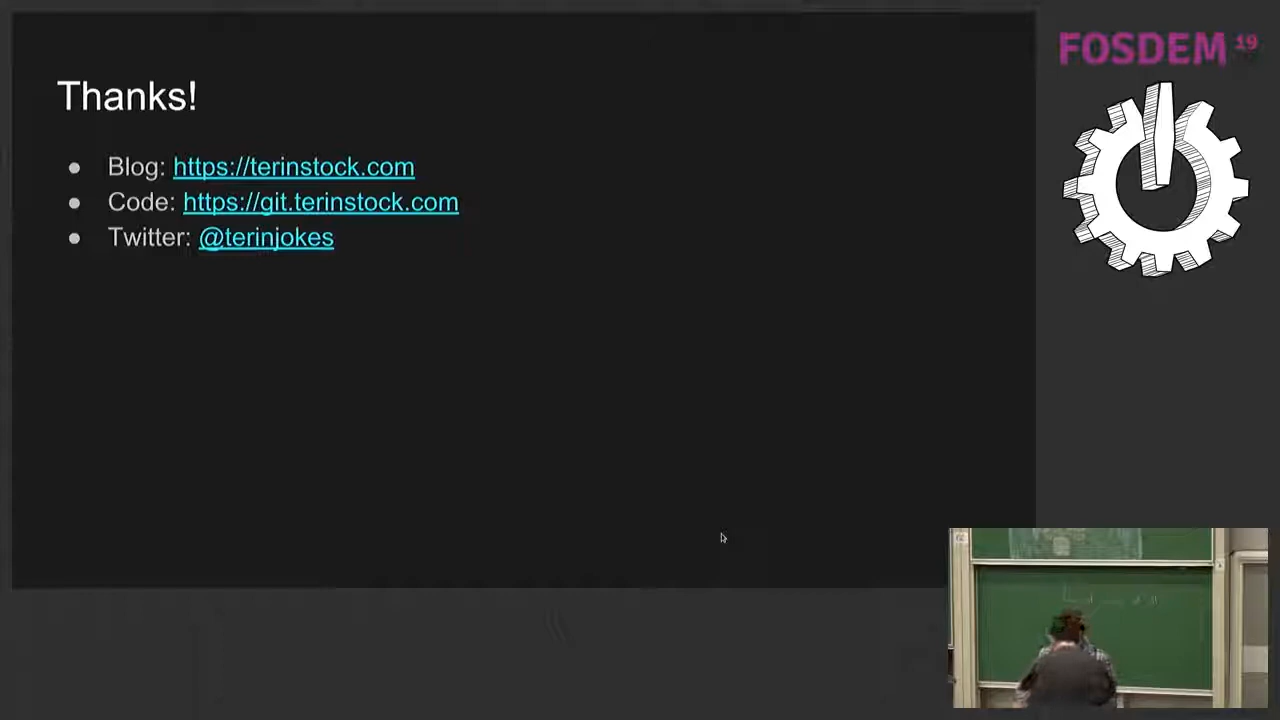 Thanks!
● Blog: https://terinstock.com
● Code: https://git.terinstock.com
● Twitter: @terinjokes
FOSDEM 19